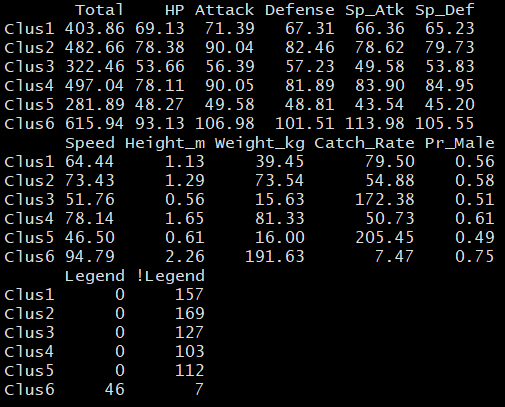 Total HP Attack Defense Sp_Atk Sp_Def
Clus1 403.86 69.13 71.39 67.31 66.36 65.23
Clus2 482.66 78.38 90.04 82.46 78.62 79.73
Clus3 322.46 53.66 56.39 57.23 49.58 53.83
Clus4 497.04 78.11 90.05 81.89 83.90 84.95
Clus5 281.89 48.27 49.58 48.81 43.54 45.20
Clus6 615.94 93.13 106.98 101.51 113.98 105.55
Speed Height_m Weight_kg Catch_Rate Pr_Male
Clus1 64.44 1.13 39.45 79.50 0.56
Clus2 73.43 1.29 73.54 54.88 0.58
Clus3 51.76 0.56 15.63 172.38 0.51
Clus4 78.14 1.65 81.33 50.73 0.61
Clus5 46.50 0.61 16.00 205.45 0.49
Clus6 94.79 2.26 191.63 7.47 0.75
Legend !Legend
Clus1 0 157
Clus2 0 169
Clus3 0 127
Clus4 0 103
Clus5 0 112
Clus6 46 7